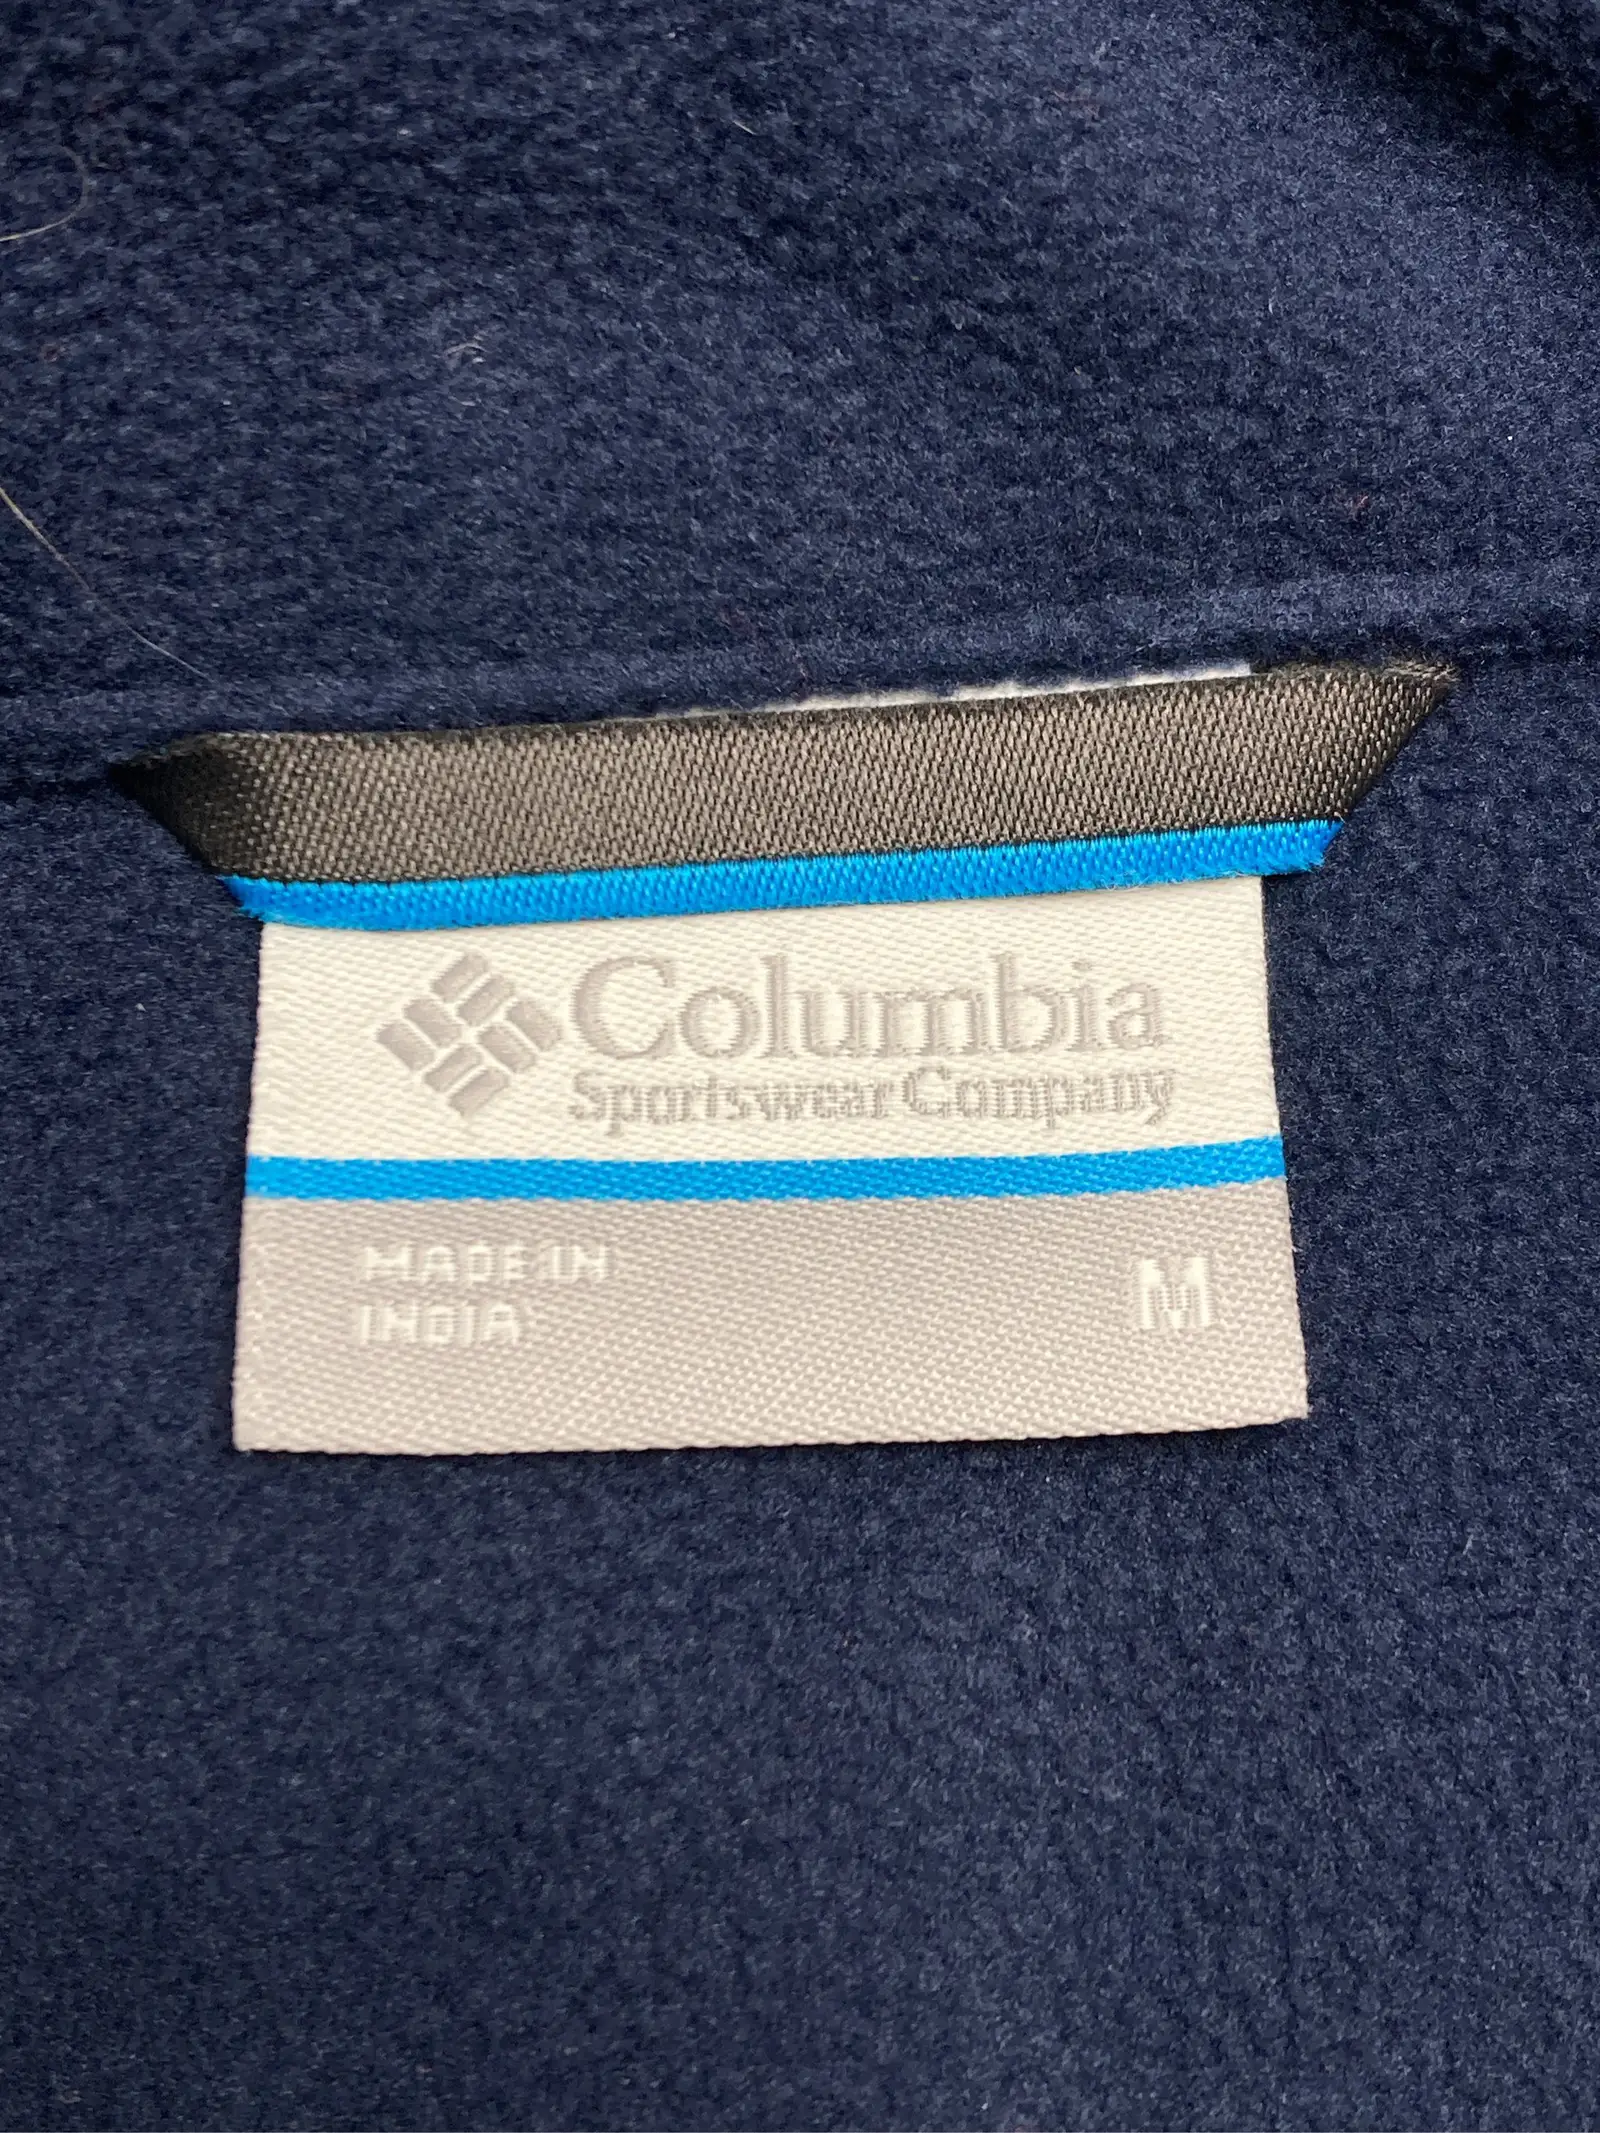 Columbia
Sportswear Company
MADE IN
INDIA
M